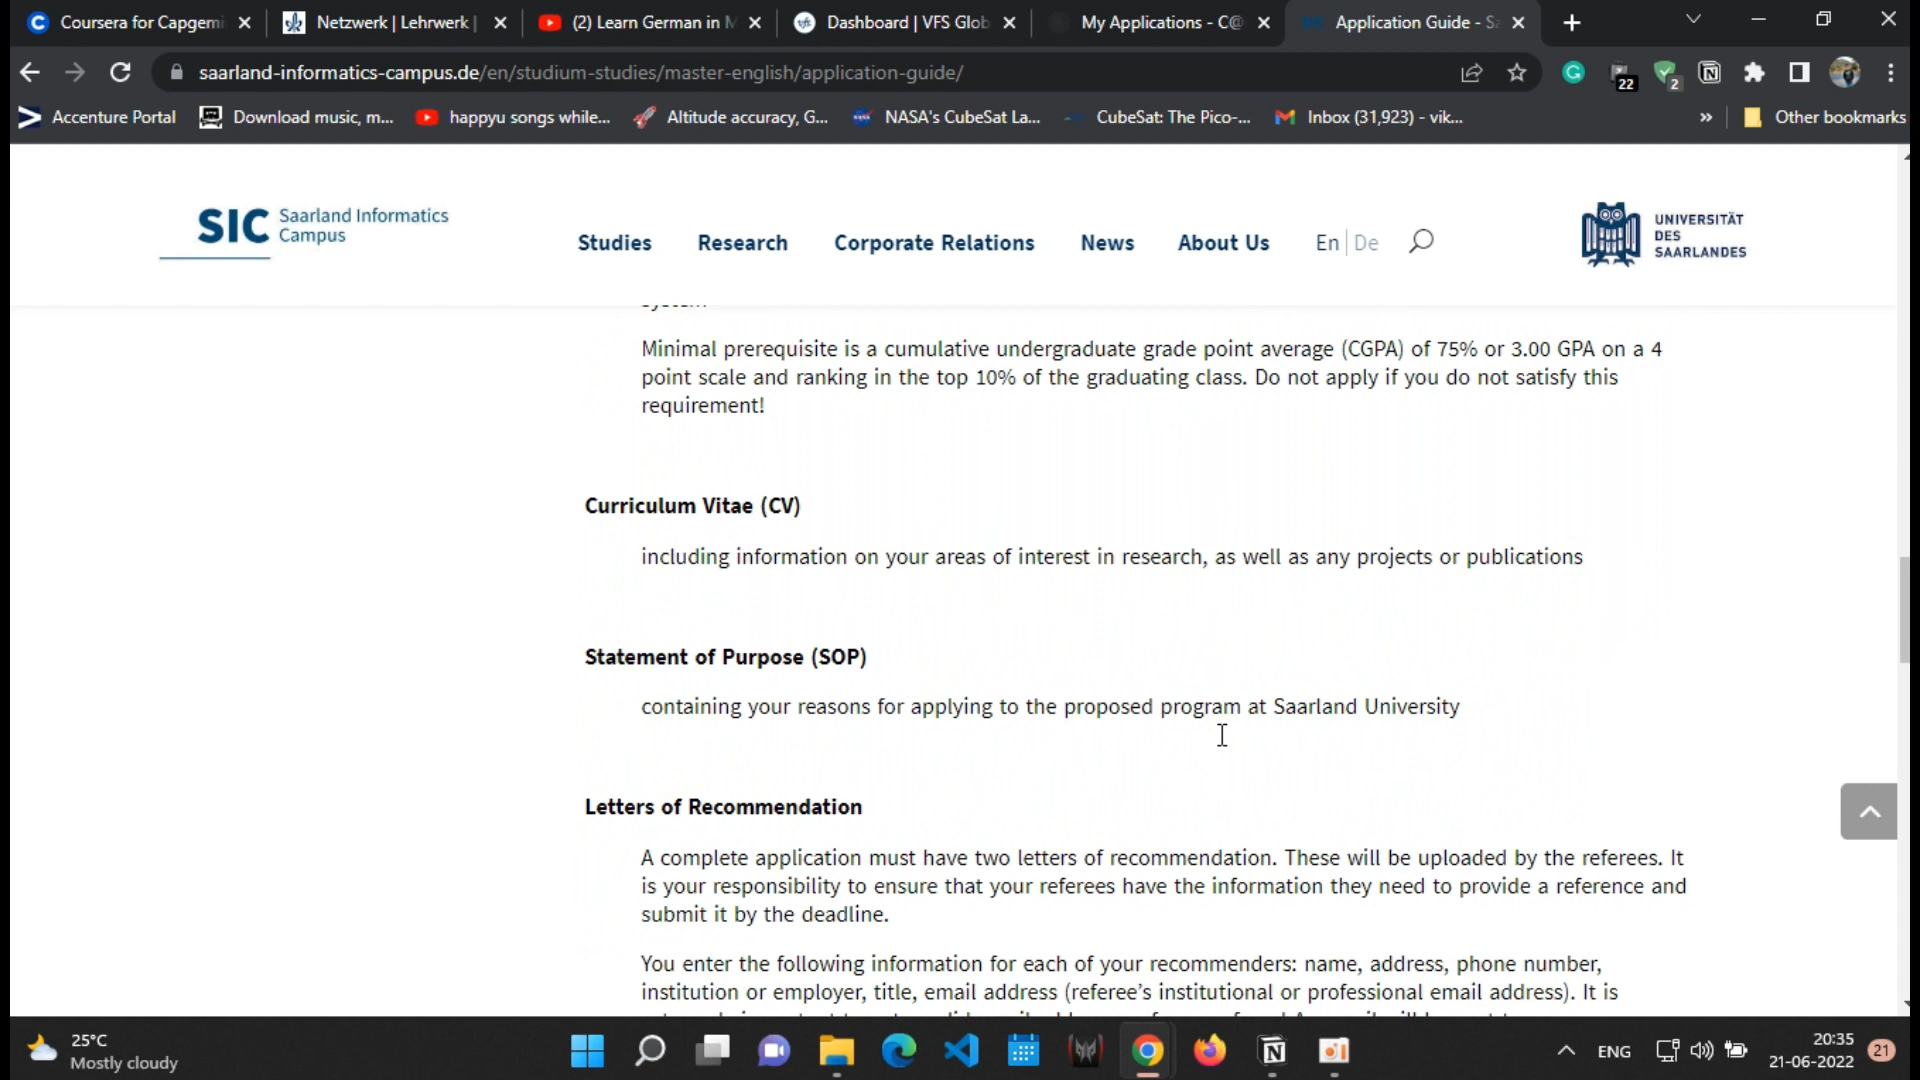 Coursera for Capgemi
Netzwerk | Lehrwerk |
(2) Learn German in M
Dashboard | VFS Glob
My Applications - C@
Application Guide - Sa
saarland-informatics-campus.de/en/studium-studies/master-english/application-guide/
22
2
Accenture Portal
Download music, m...
happyu songs while...
Altitude accuracy, G...
NASA's CubeSat La...
CubeSat: The Pico-...
Inbox (31,923) - vik...
»
Other bookmarks
SIC Saarland Informatics
Campus
Studies
Research
Corporate Relations
News
About Us
En | De
UNIVERSITÄT
DES
SAARLANDES
Minimal prerequisite is a cumulative undergraduate grade point average (CGPA) of 75% or 3.00 GPA on a 4
point scale and ranking in the top 10% of the graduating class. Do not apply if you do not satisfy this
requirement!
Curriculum Vitae (CV)
including information on your areas of interest in research, as well as any projects or publications
Statement of Purpose (SOP)
containing your reasons for applying to the proposed program at Saarland University
Letters of Recommendation
A complete application must have two letters of recommendation. These will be uploaded by the referees. It
is your responsibility to ensure that your referees have the information they need to provide a reference and
submit it by the deadline.
You enter the following information for each of your recommenders: name, address, phone number,
institution or employer, title, email address (referee's institutional or professional email address). It is
25°C
Mostly cloudy
ENG
20:35
21-06-2022
21